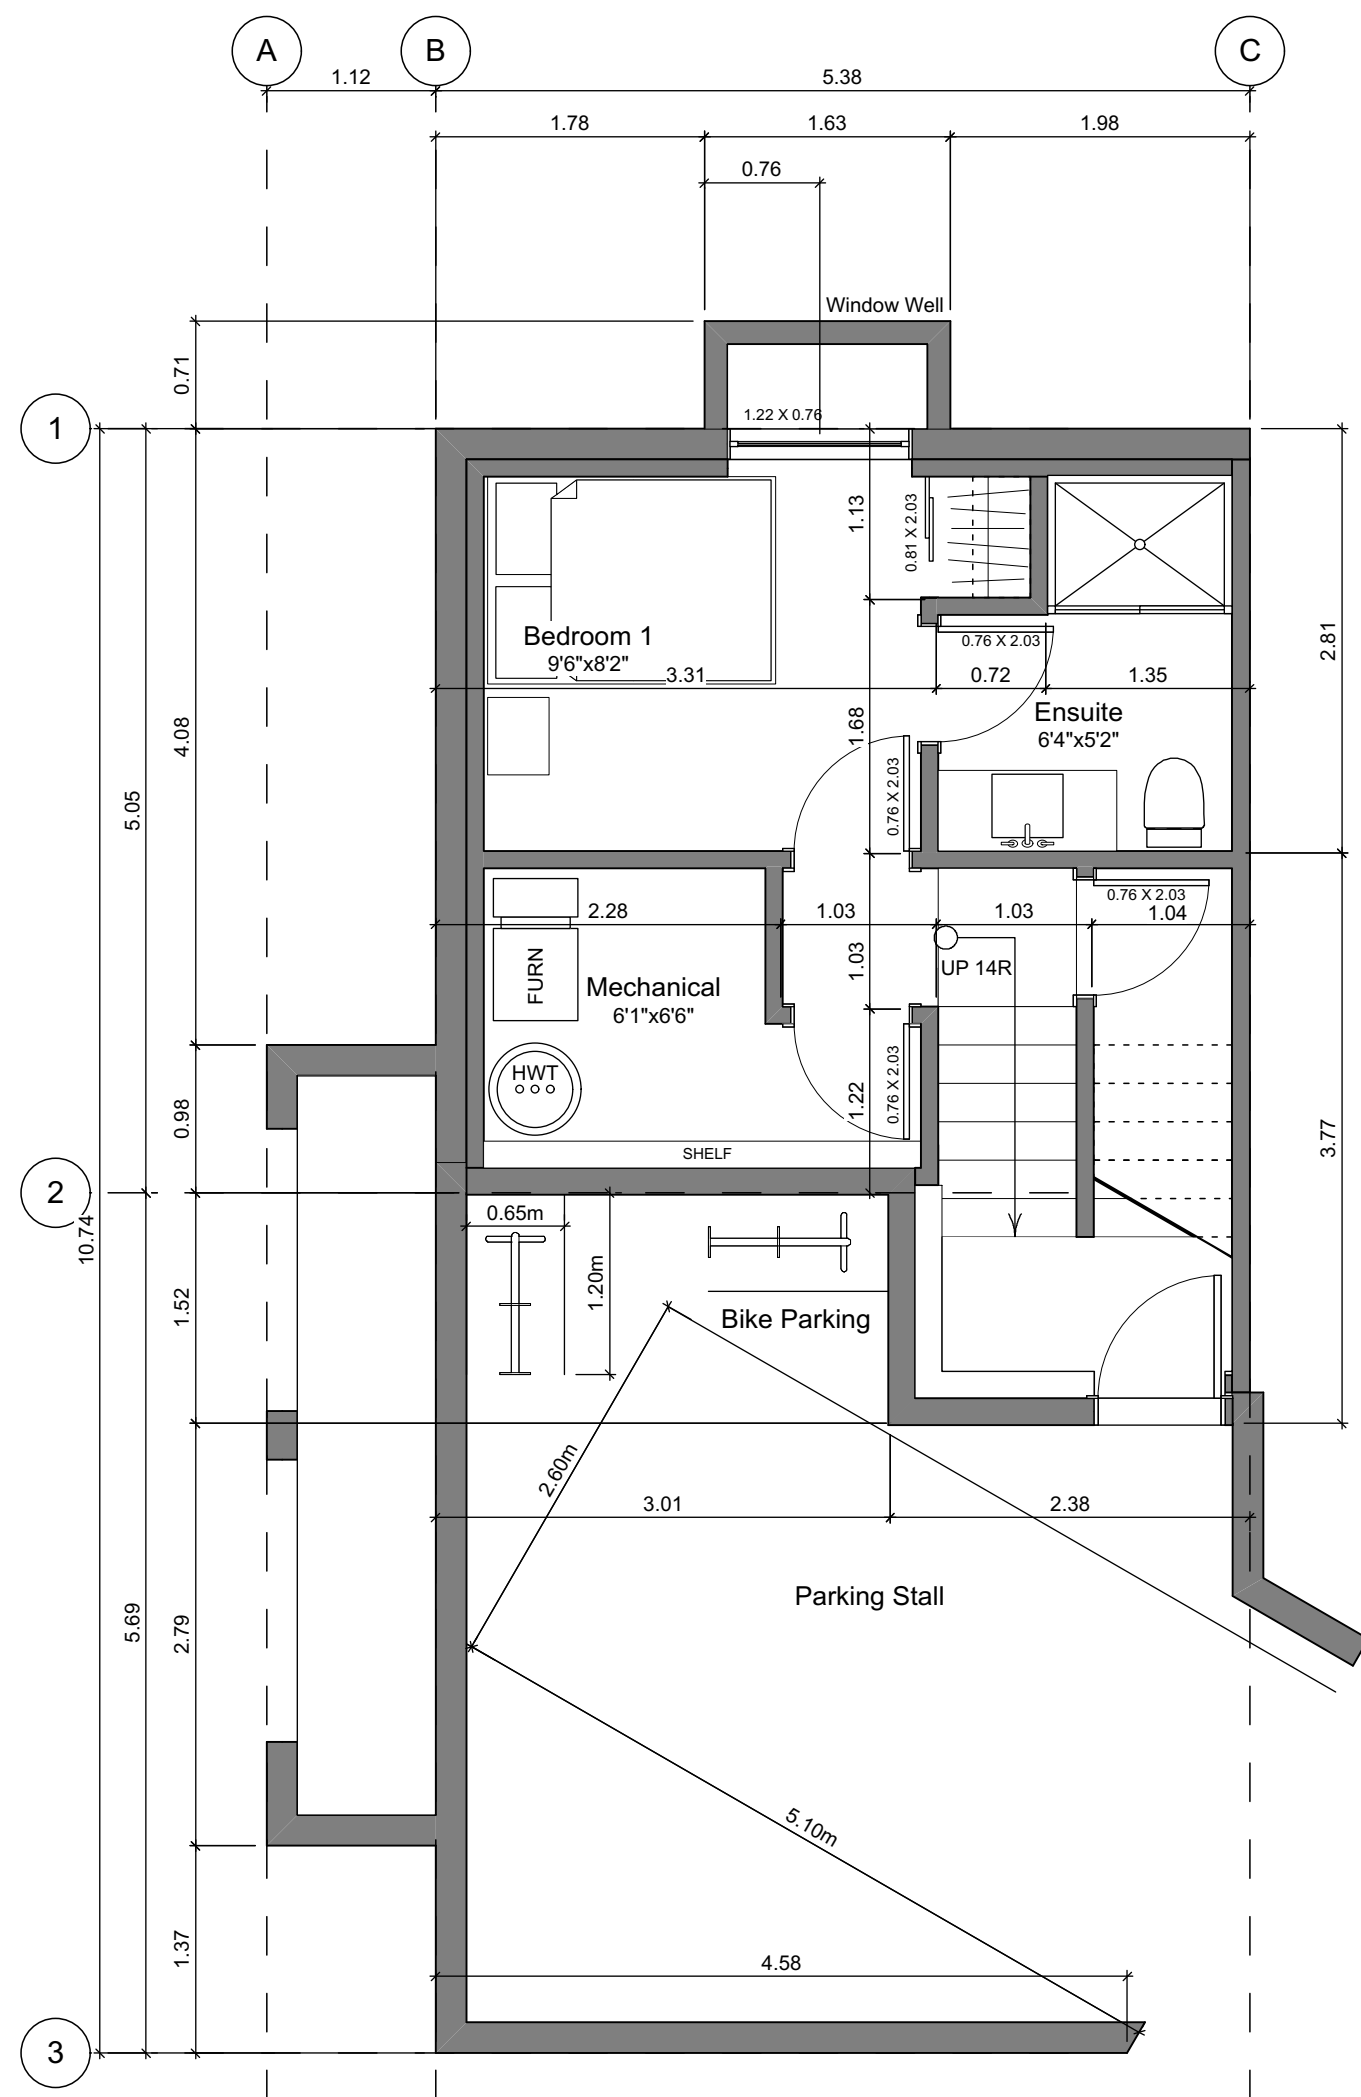 A
B
C
1.12
5.38
1.78
1.63
1.98
0.76
Window Well
0.71
1
1.22 X 0.76
1.13
0.81 X 2.03
Bedroom 1
9'6"x8'2"
0.76 X 2.03
2.81
3.31
0.72
1.35
4.08
1.68
Ensuite
6'4"x5'2"
5.05
0.76 X 2.03
0.76 X 2.03
2.28
1.03
1.03
1.04
FURN
1.03
UP 14R
Mechanical
6'1"x6'6"
HWT
0.76 X 2.03
1.22
0.98
3.77
SHELF
2
10.74
0.65m
1.20m
1.52
Bike Parking
2.60m
3.01
2.38
Parking Stall
5.69
2.79
5.10m
1.37
4.58
3